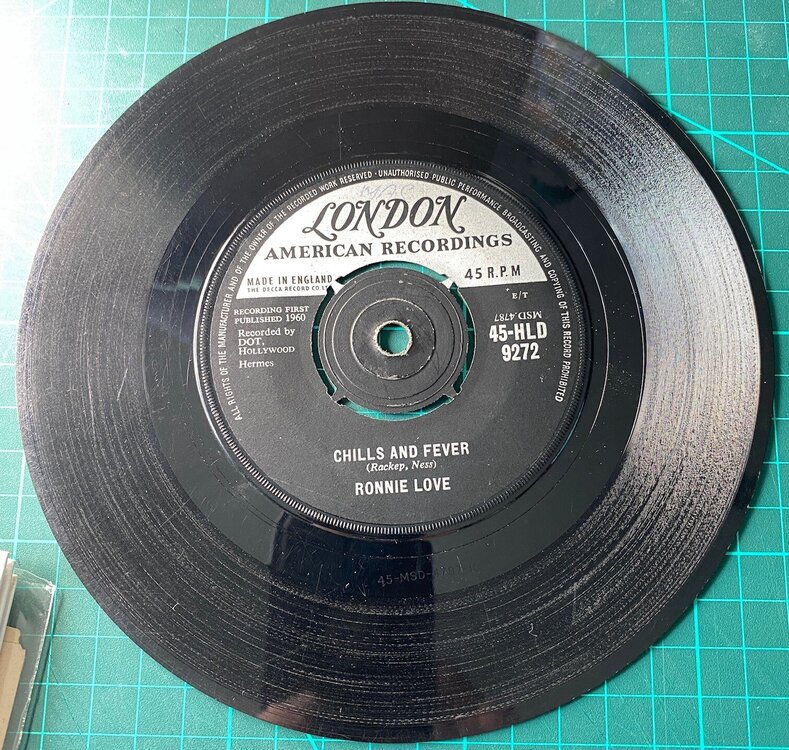 ALL RIGHTS OF THE MANUFACTURER AND OF THE OWNER OF THE RECORDED WORK RESERVED · UNAUTHORISED PUBLIC PERFORMANCE BROADCASTING AND COPYING OF THIS RECORD PROHIBITED
LONDON
AMERICAN RECORDINGS
MADE IN ENGLAND
THE DECCA RECORD CO.
45 R.P.M
E/T
RECORDING FIRST
PUBLISHED 1960
Recorded by
DOT,
HOLLYWOOD
Hermes
MSD.4781
45-HLD
9272
CHILLS AND FEVER
(Rackep, Ness)
RONNIE LOVE
45-MSD-